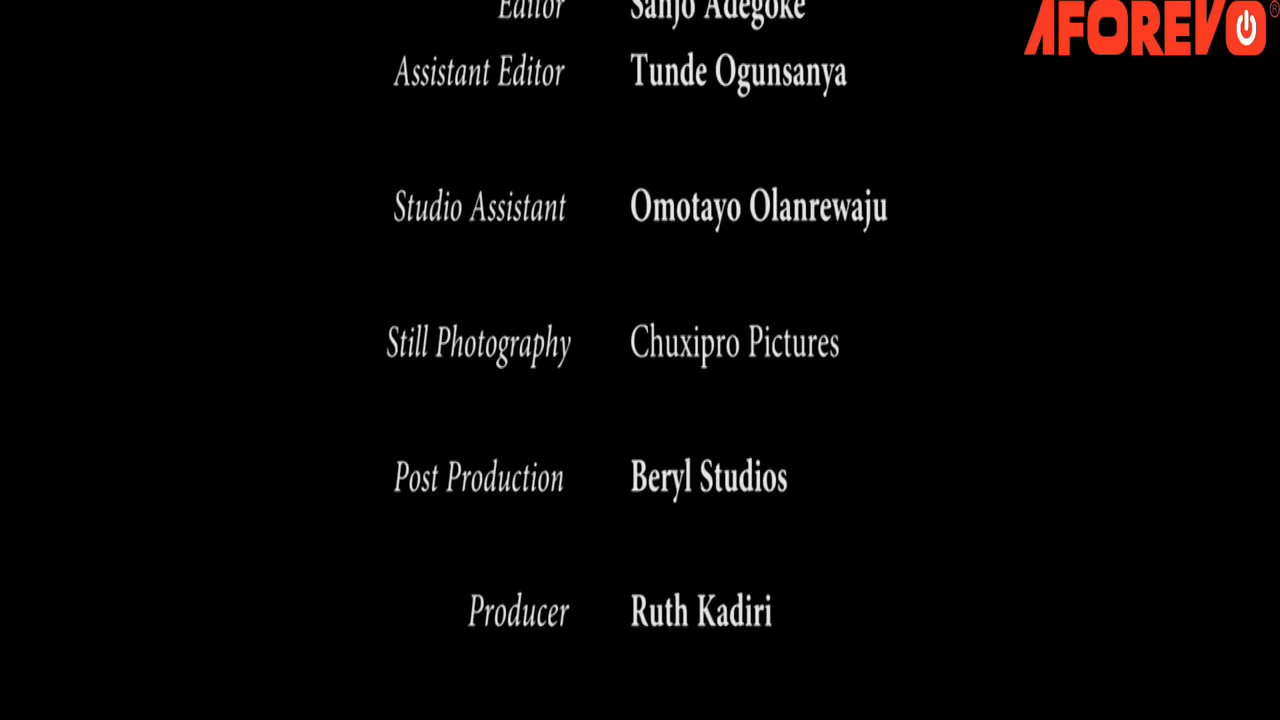 Editor Sanjo Adegoke
AFOREVO®
Assistant Editor Tunde Ogunsanya
Studio Assistant Omotayo Olanrewaju
Still Photography Chuxipro Pictures
Post Production Beryl Studios
Producer Ruth Kadiri